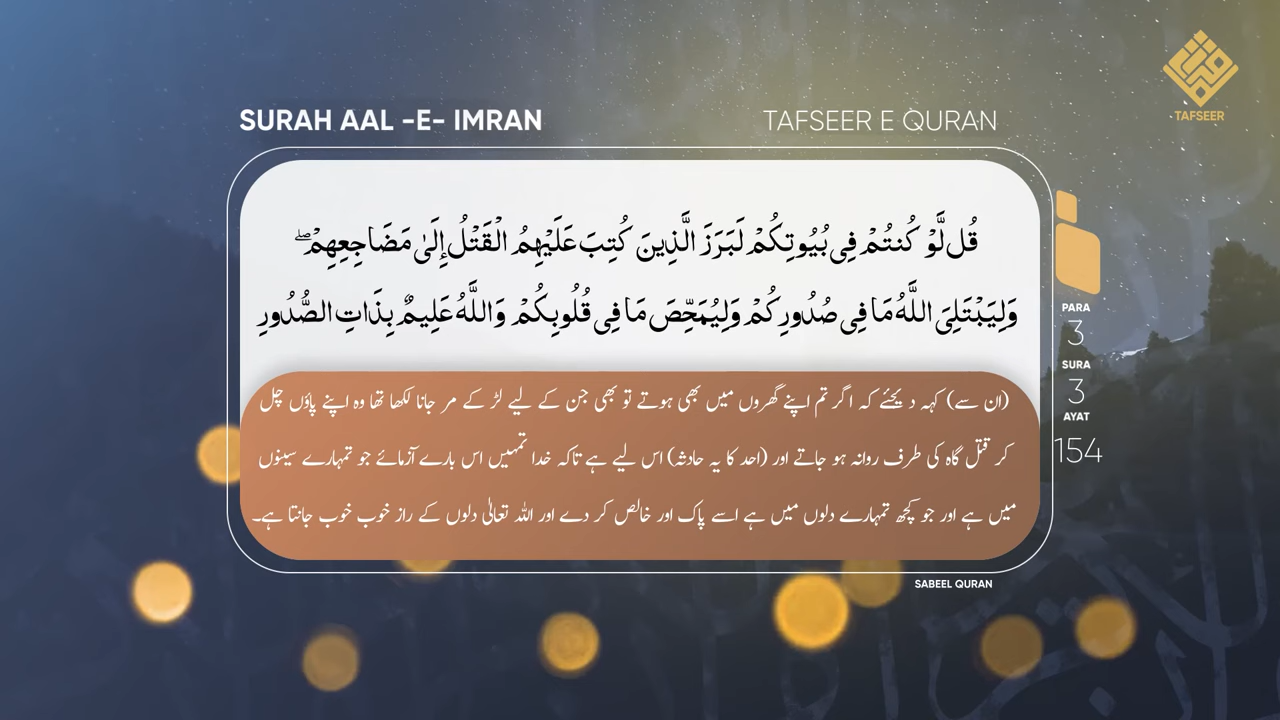 SURAH AAL -E- IMRAN
TAFSEER E QURAN
TAFSEER
قُل لَّوْ كُنتُمْ فِى بُيُوتِكُمْ لَبَرَزَ الَّذِينَ كُتِبَ عَلَيْهِمُ الْقَتْلُ إِلَىٰ مَضَاجِعِهِمْ ۖ
وَلِيَبْتَلِىَ اللَّهُ مَا فِى صُدُورِكُمْ وَلِيُمَحِّصَ مَا فِى قُلُوبِكُمْ وَاللَّهُ عَلِيمٌ بِذَاتِ الصُّدُورِ
(ان سے) کہہ دیجئے کہ اگر تم اپنے گھروں میں بھی ہوتے تو بھی جن کے لیے لڑ کے مر جانا لکھا تھا وہ اپنے پاؤں چل
کر قتل گاہ کی طرف روانہ ہو جاتے اور (احد کا یہ حادثہ) اس لیے ہے تاکہ خدا تمہیں اس بارے آزمائے جو تمہارے سینوں
میں ہے اور جو کچھ تمہارے دلوں میں ہے اسے پاک اور خالص کر دے اور اللہ تعالیٰ دلوں کے راز خوب خوب جانتا ہے۔
PARA
3
SURA
3
AYAT
154
SABEEL QURAN